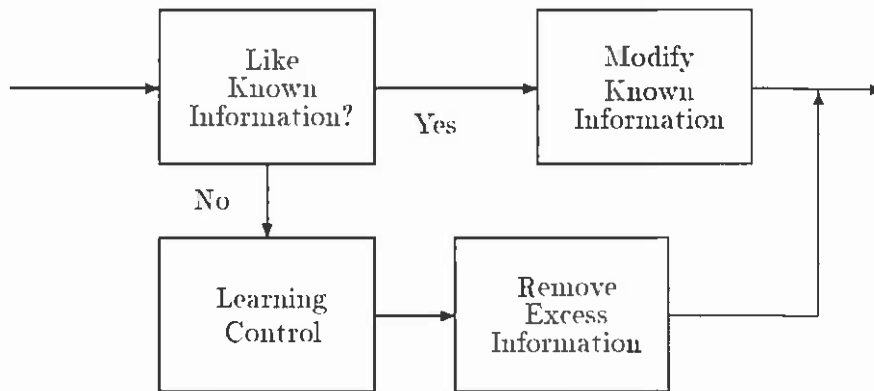 Like
Known
Information?
Yes
Modify
Known
Information
No
Learning
Control
Remove
Excess
Information